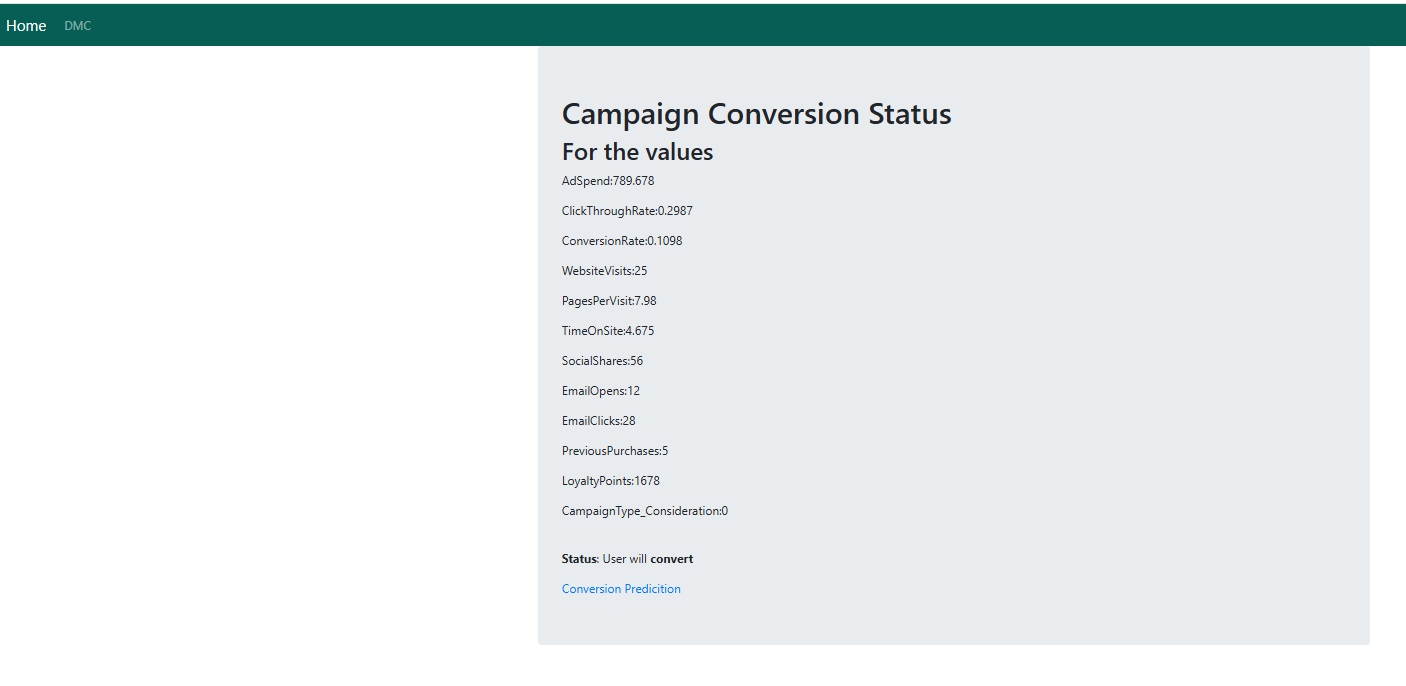 Home DMC
Campaign Conversion Status
For the values
AdSpend:789.678
ClickThroughRate:0.2987
ConversionRate:0.1098
WebsiteVisits:25
PagesPerVisit:7.98
TimeOnSite:4.675
SocialShares:56
EmailOpens:12
EmailClicks:28
PreviousPurchases:5
LoyaltyPoints:1678
CampaignType_Consideration:0
Status: User will convert
Conversion Predicition